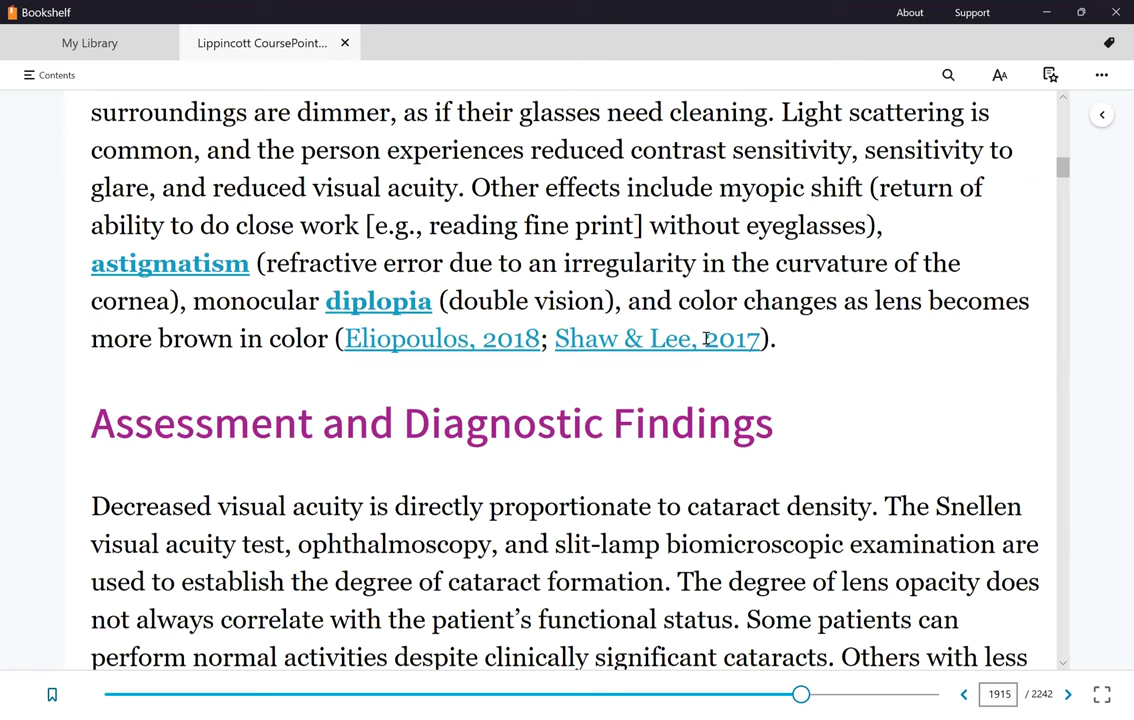 Bookshelf
About
Support
My Library
Lippincott CoursePoint...
Contents
AA
surroundings are dimmer, as if their glasses need cleaning. Light scattering is
common, and the person experiences reduced contrast sensitivity, sensitivity to
glare, and reduced visual acuity. Other effects include myopic shift (return of
ability to do close work [e.g., reading fine print] without eyeglasses),
astigmatism (refractive error due to an irregularity in the curvature of the
cornea), monocular diplopia (double vision), and color changes as lens becomes
more brown in color (Eliopoulos, 2018; Shaw & Lee, 2017).
Assessment and Diagnostic Findings
Decreased visual acuity is directly proportionate to cataract density. The Snellen
visual acuity test, ophthalmoscopy, and slit-lamp biomicroscopic examination are
used to establish the degree of cataract formation. The degree of lens opacity does
not always correlate with the patient’s functional status. Some patients can
perform normal activities despite clinically significant cataracts. Others with less
1915 / 2242